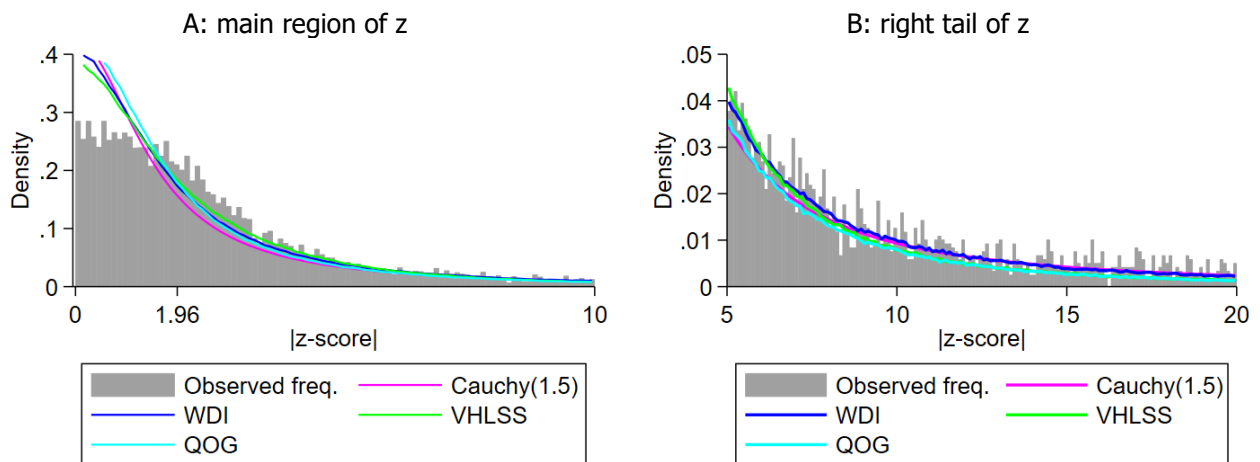 A: main region of z
.4
.3
.2
.1
0
Density
0
1.96
10
|z-score|
Observed freq.
Cauchy(1.5)
WDI
VHLSS
QOG
B: right tail of z
.05
.04
.03
.02
.01
0
Density
5
10
15
20
|z-score|
Observed freq.
Cauchy(1.5)
WDI
VHLSS
QOG